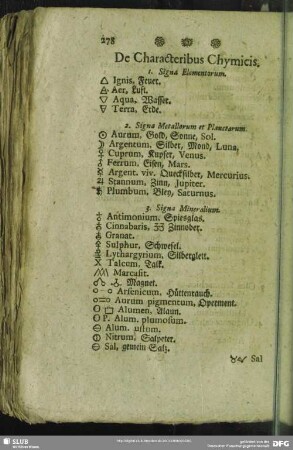 278
De Characteribus Chymicis.
1. Signa Elementorum.
🜂 Ignis, Feuer.
🜁 Aer, Luft.
🜄 Aqua, Wasser.
🜃 Terra, Erde.
2. Signa Metallorum et Planetarum
☉ Aurum, Gold, Sonne, Sol.
☽ Argentum, Silber, Mond, Luna,
♀ Cuprum, Kupfer, Venus.
♂ Ferrum, Eisen, Mars.
☿ Argent. viv. Quecksilber, Mercurius.
♃ Stannum, Zinn, Jupiter.
♄ Plumbum, Bley, Saturnus.
3. Signa Mineralium.
♁ Antimonium, Spiesglas.
Cinnabaris, Zinnober.
Granat.
🜍 Sulphur, Schwefel.
Lythargyrium, Silberglett.
X Talcum, Talk.
Marcasit.
Magnet.
Arsenicum, Hüttenrauch.
Aurum pigmentum, Operment.
Alumen, Alaun.
O P. Alum. plumosum.
Alum. ustum.
Nitrum, Salpeter.
🜔 Sal, gemein Saltz.
Sal
SLUB
DFG